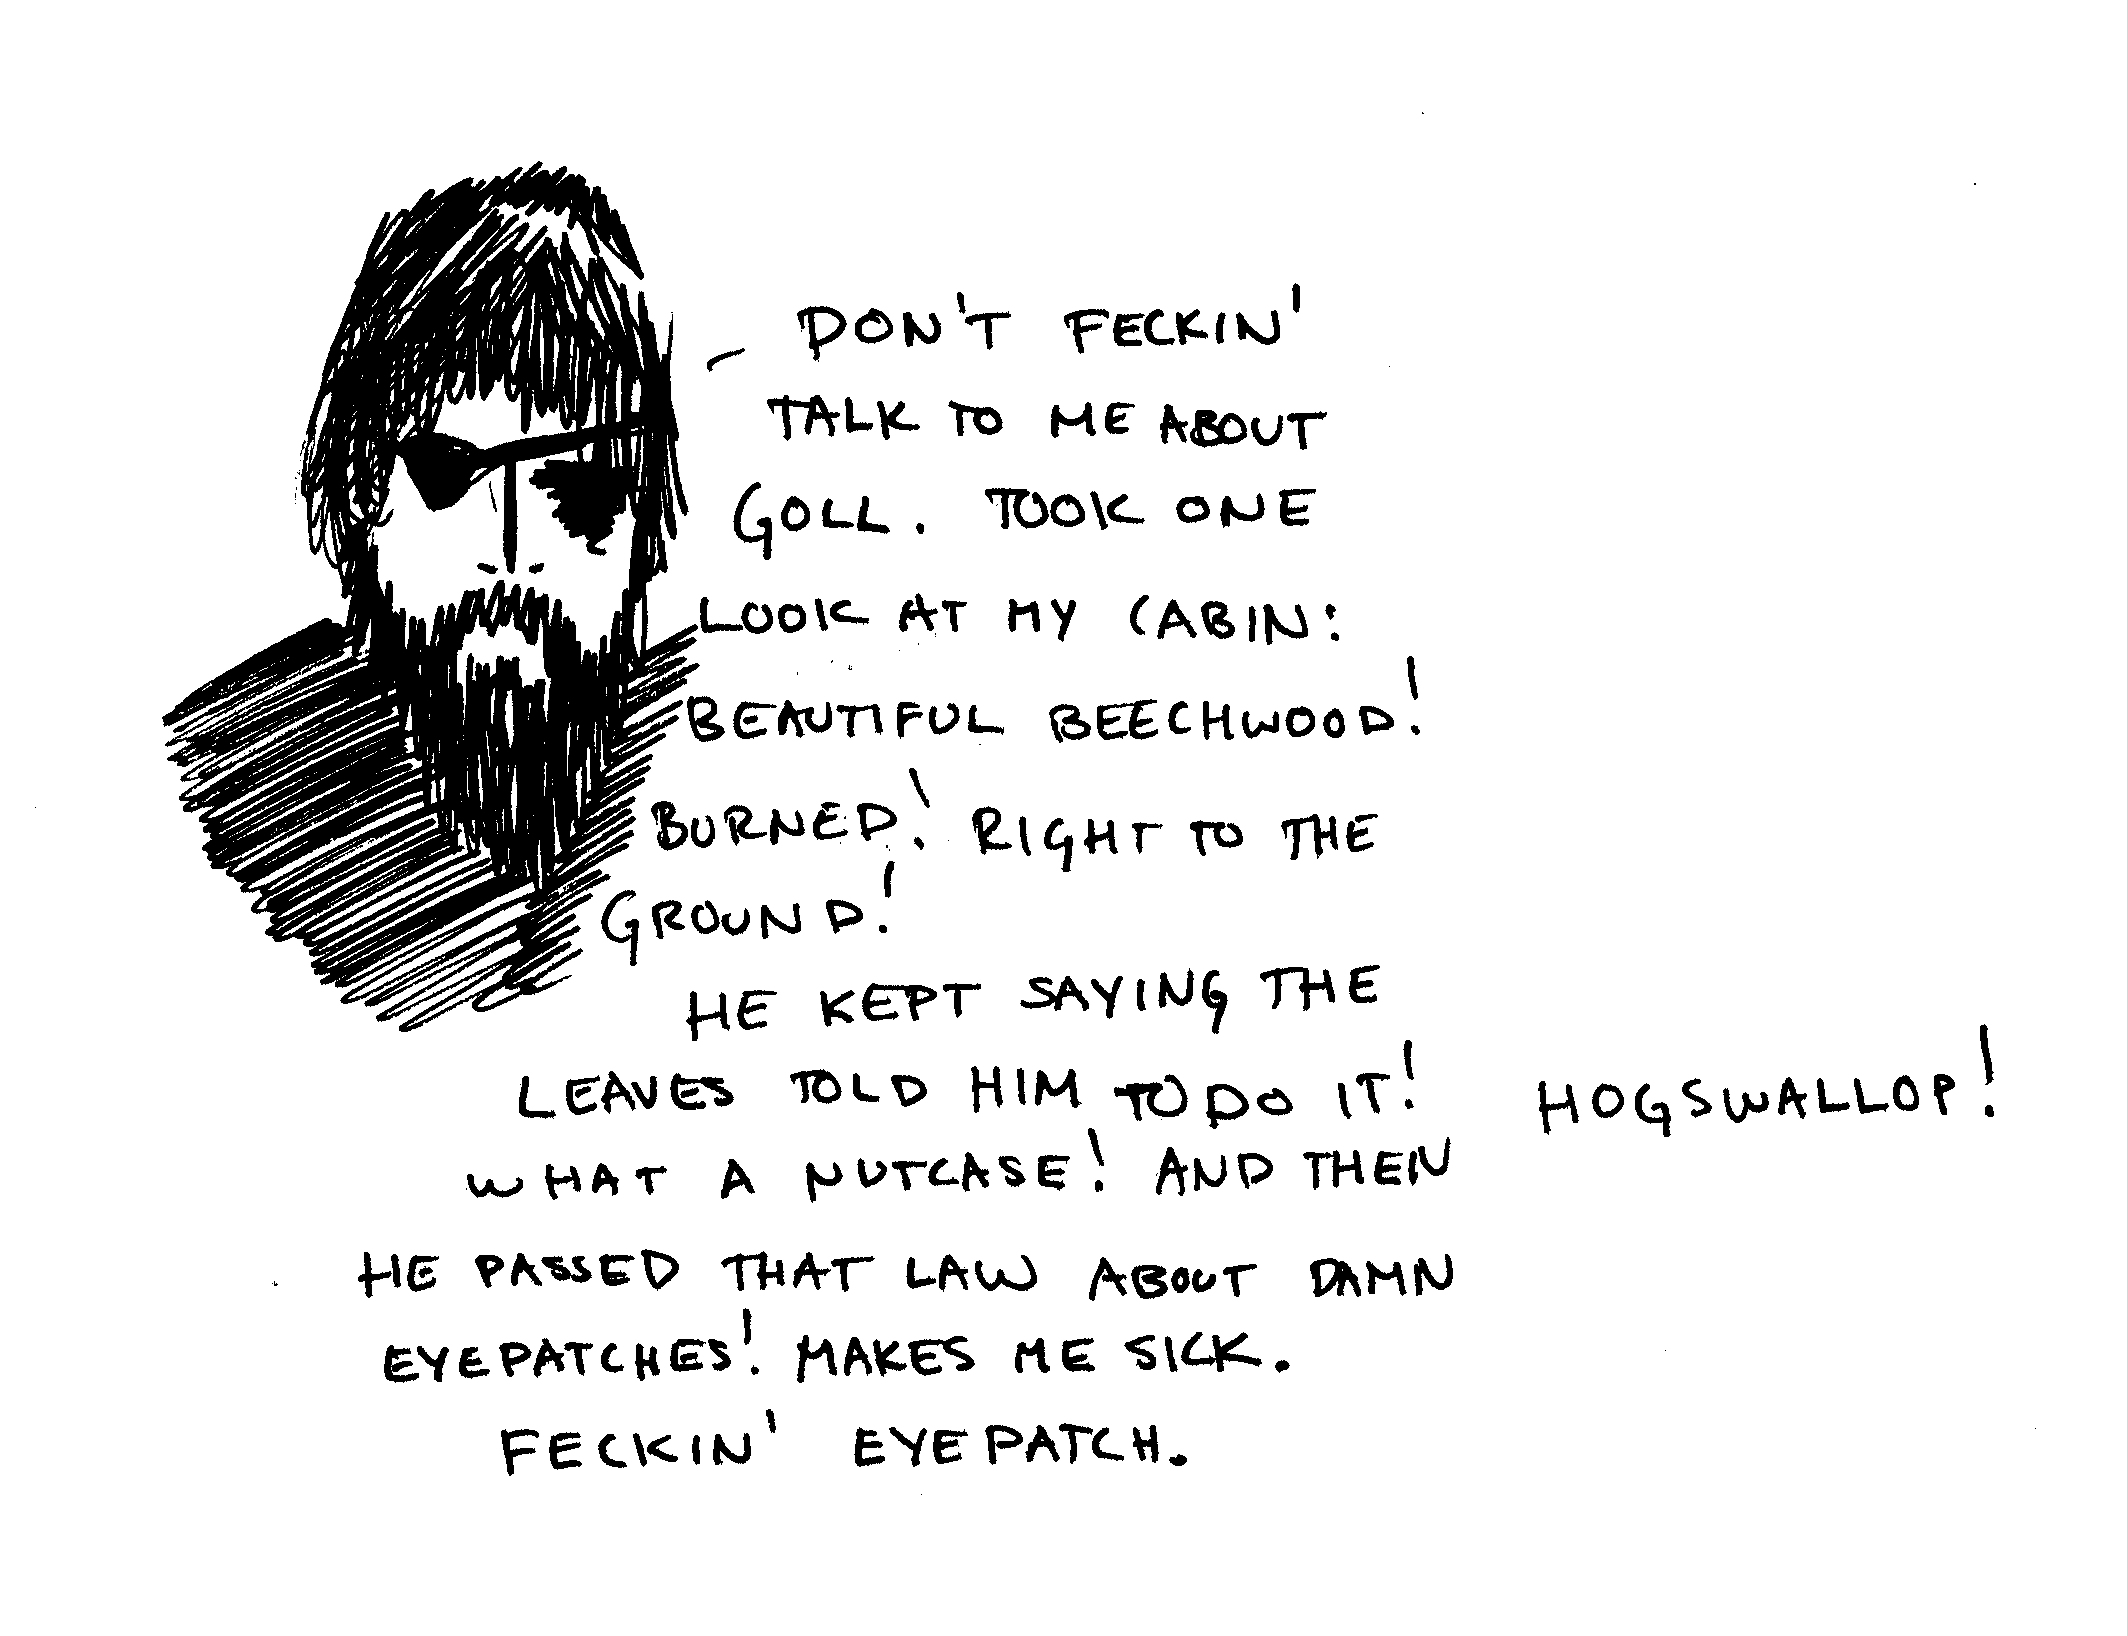 DON'T FECKIN'
TALK TO ME ABOUT
GOLL. TOOK ONE
LOOK AT MY CABIN:
BEAUTIFUL BEECHWOOD!
BURNED! RIGHT TO THE
GROUND!
HE KEPT SAYING THE
LEAVES TOLD HIM TO DO IT! HOGSWALLOP!
WHAT A NUTCASE! AND THEN
HE PASSED THAT LAW ABOUT DAMN
EYEPATCHES! MAKES ME SICK.
FECKIN' EYEPATCH.